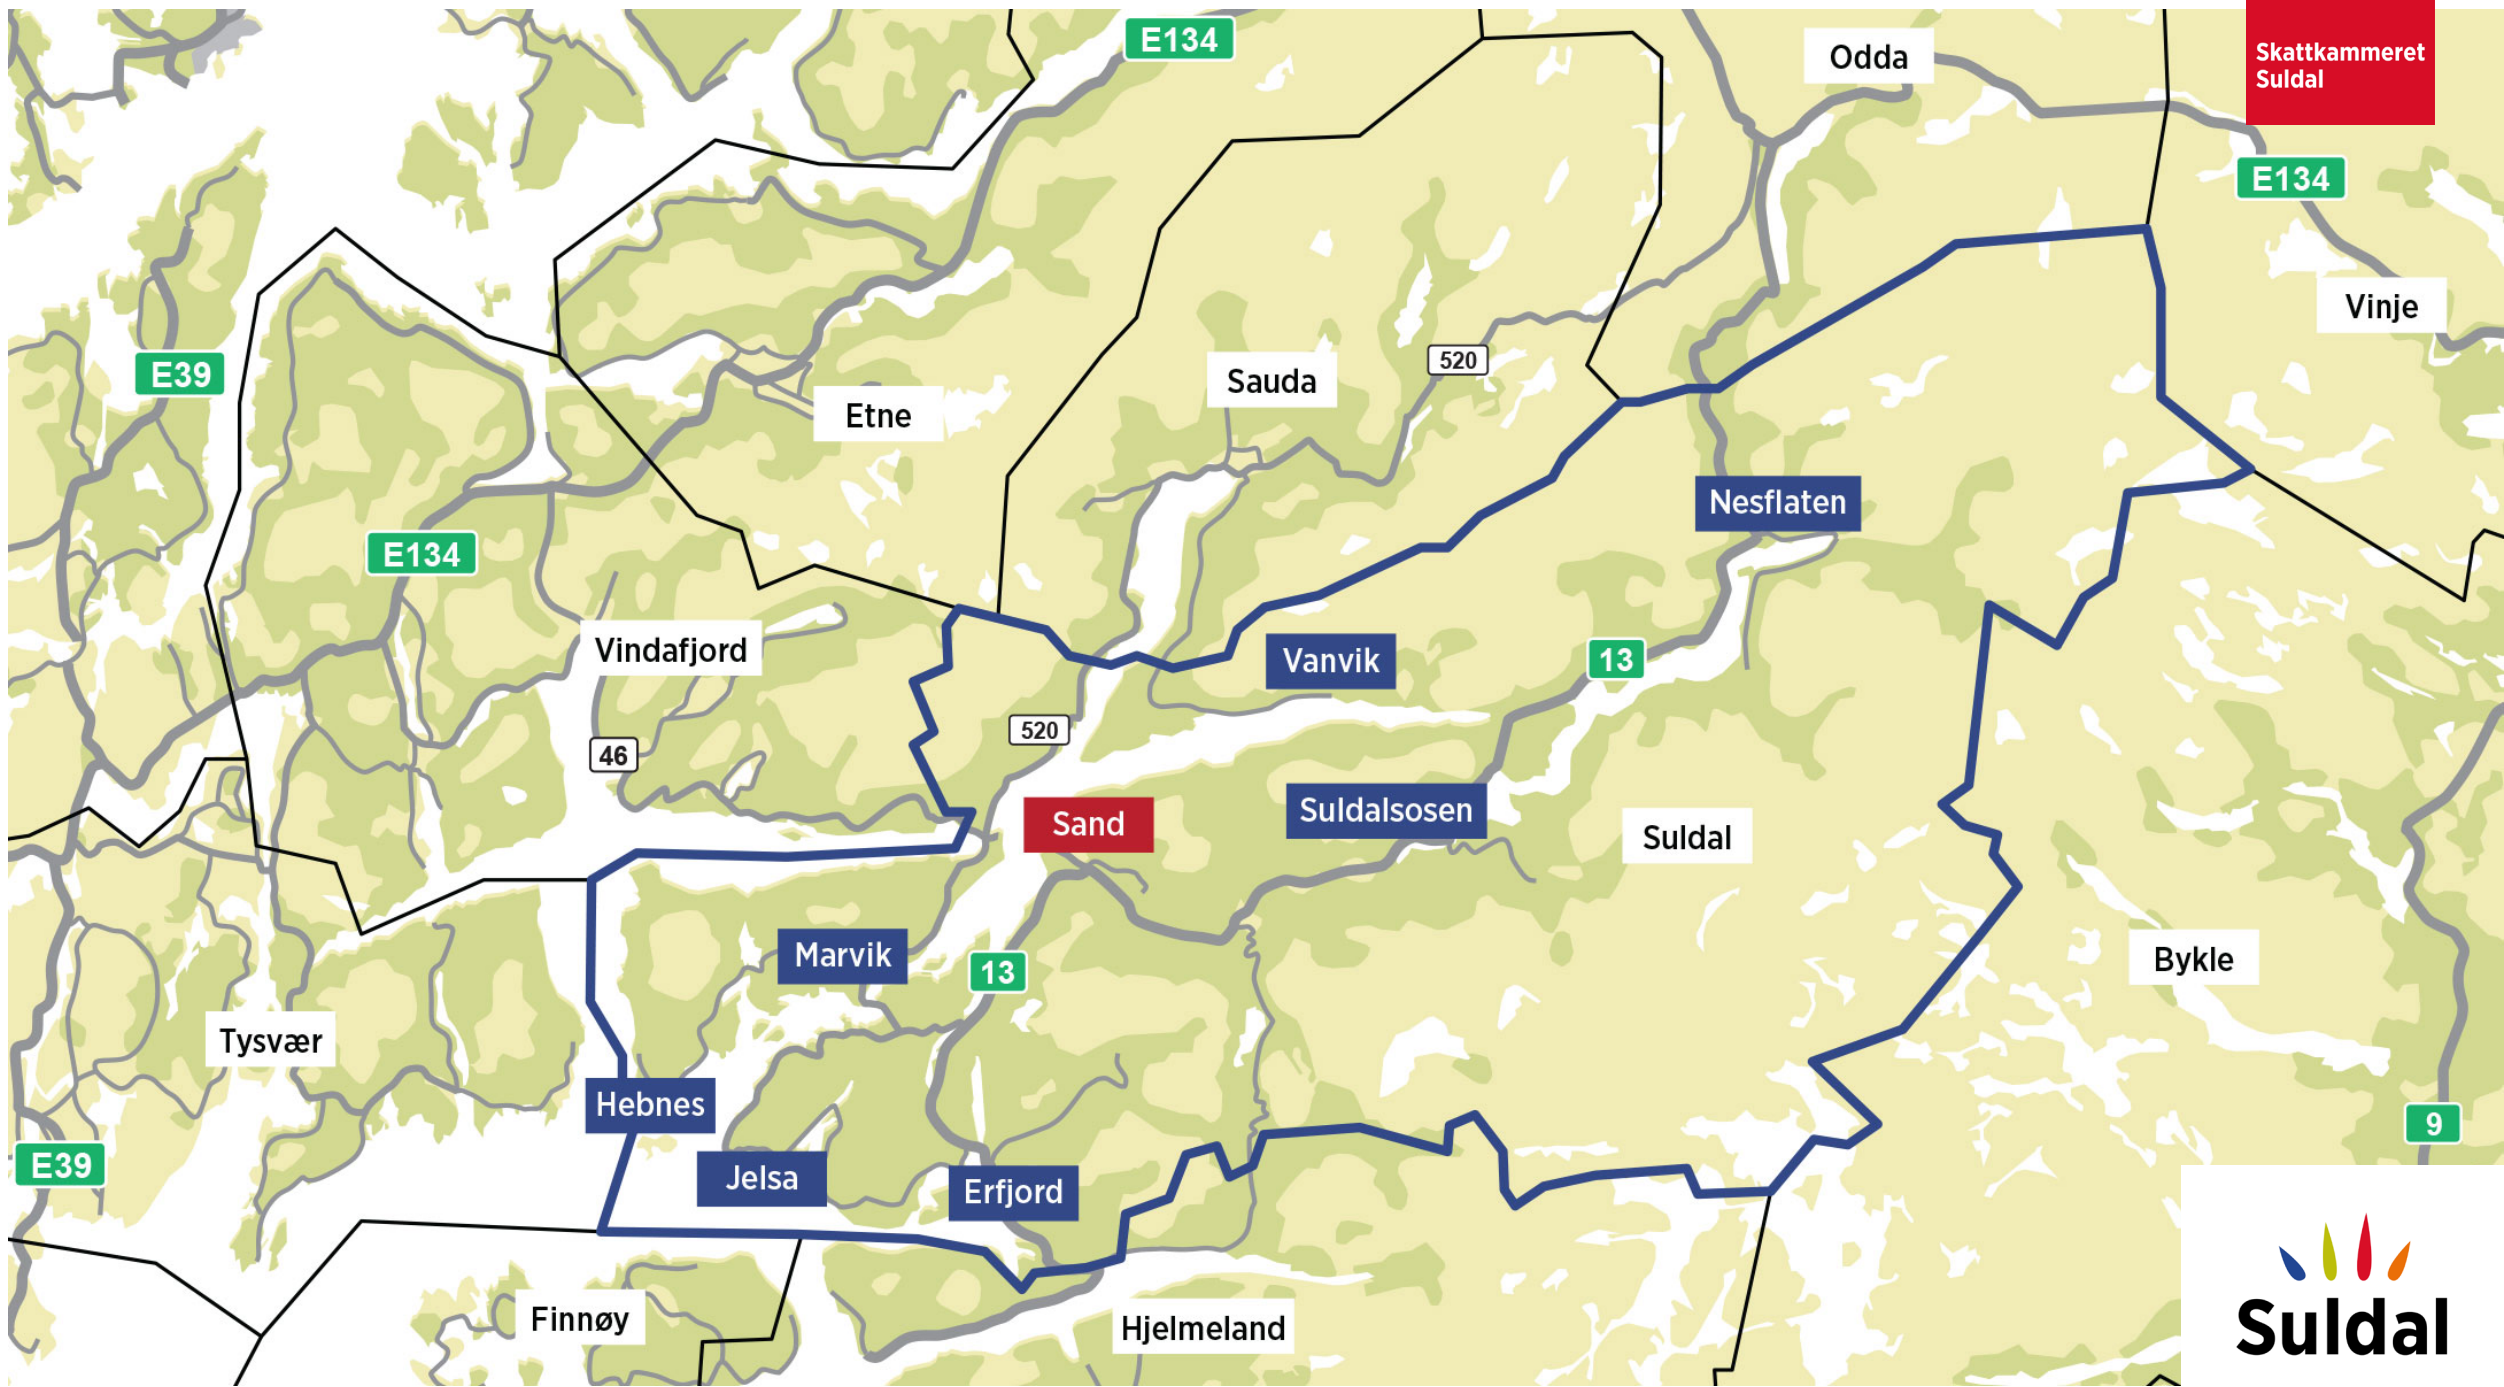 E134
Odda
Skattkammeret
Suldal
E134
Vinje
E39
Sauda
520
Etne
Nesflaten
E134
Vindafjord
Vanvik
13
520
46
Sand
Suldalsosen
Suldal
Marvik
13
Bykle
Tysvær
Hebnes
9
E39
Jelsa
Erfjord
Finnøy
Hjelmeland
Suldal